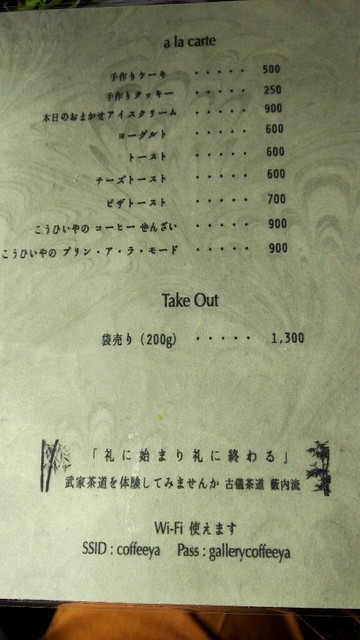 a la carte
手作りケーキ ・・・・・ 500
手作りクッキー ・・・・・ 250
本日のおまかせアイスクリーム ・・・・・ 900
ヨーグルト ・・・・・ 600
トースト ・・・・・ 600
チーズトースト ・・・・・ 600
ピザトースト ・・・・・ 700
こうひいやの コーヒー ぜんざい ・・・・・ 900
こうひいやの プリン・ア・ラ・モード ・・・・・ 900
Take Out
袋売り (200g) ・・・・・ 1,300
「礼に始まり礼に終わる」
武家茶道を体験してみませんか 古儀茶道 藪内流
Wi-Fi 使えます
SSID : coffeeya Pass : gallerycoffeeya